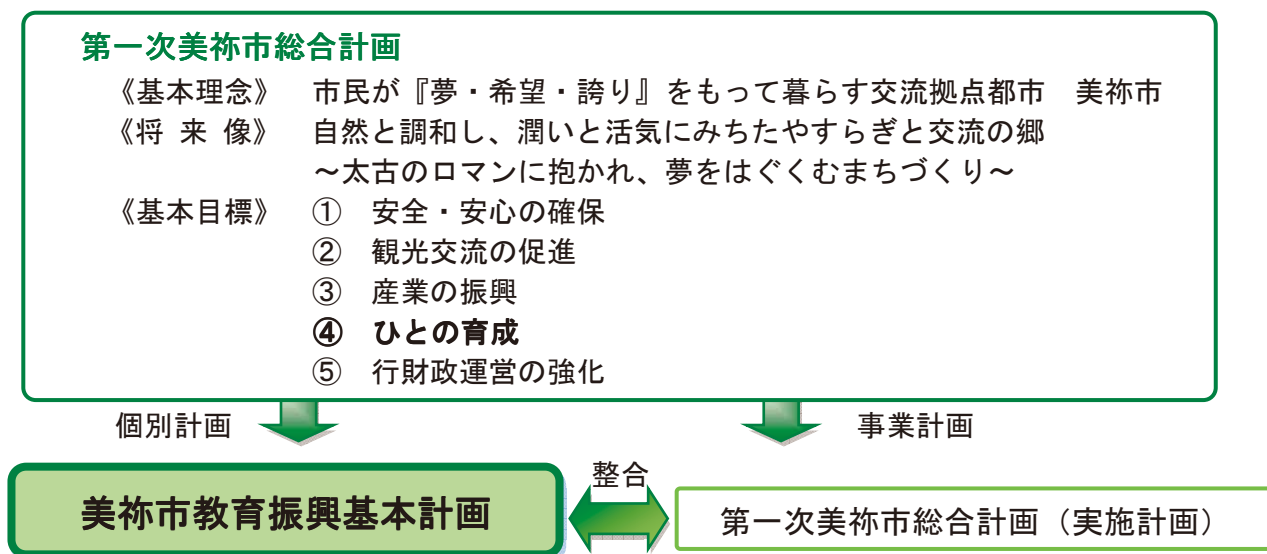 第一次美祢市総合計画
《基本理念》　市民が『夢・希望・誇り』をもって暮らす交流拠点都市　美祢市
《将 来 像》　自然と調和し、潤いと活気にみちたやすらぎと交流の郷
～太古のロマンに抱かれ、夢をはぐくむまちづくり～
《基本目標》　①　安全・安心の確保
②　観光交流の促進
③　産業の振興
④　ひとの育成
⑤　行財政運営の強化
個別計画　事業計画
整合
美祢市教育振興基本計画
第一次美祢市総合計画（実施計画）